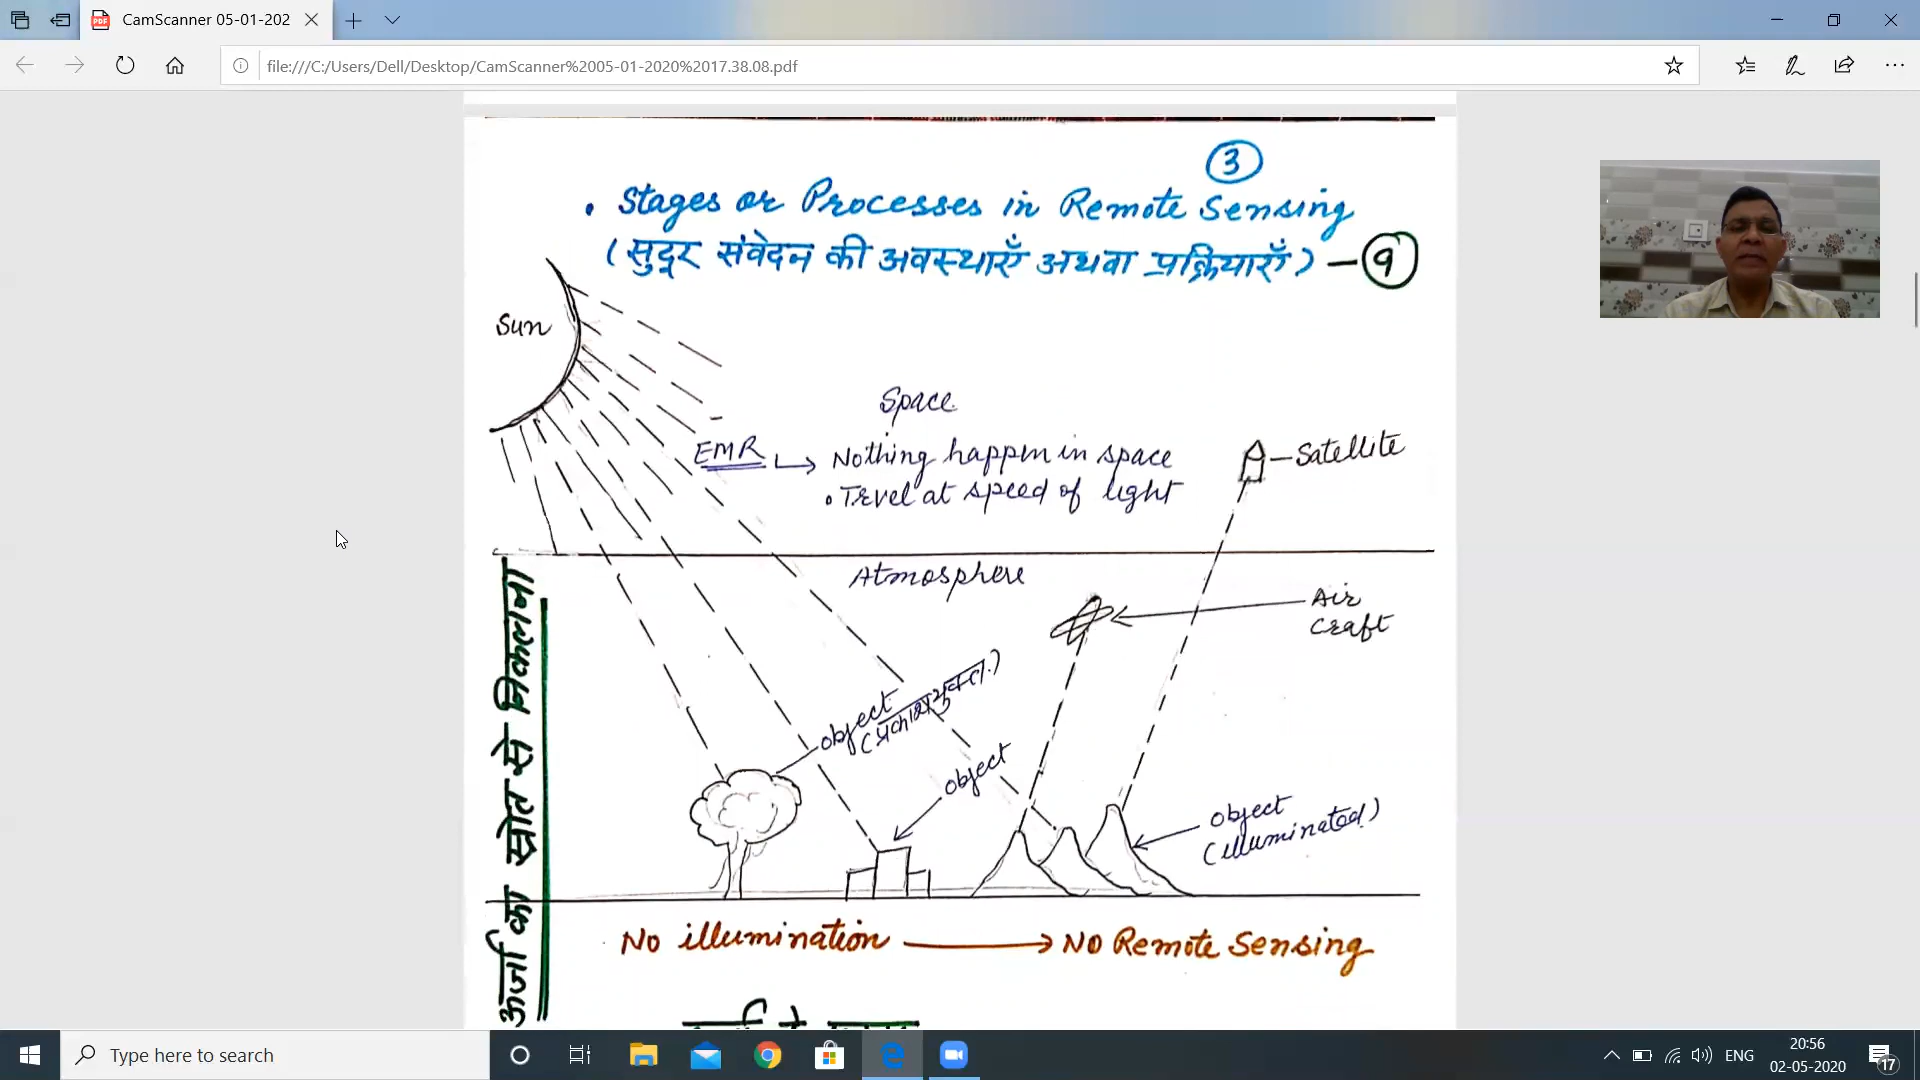 CamScanner 05-01-202
file:///C:/Users/Dell/Desktop/CamScanner%2005-01-2020%2017.38.08.pdf
3
• Stages or Processes in Remote Sensing
(सुदूर संवेदन की अवस्थाएँ अथवा प्रक्रियाएँ) – 9
Sun
Space
EMR → Nothing happen in space
• Trvel at speed of light
– Satellite
Atmosphere
Air
craft
object
object
object
(illuminated)
ऊर्जा का स्रोत से निकलना
No illumination → NO Remote Sensing
Type here to search
ENG
20:56
02-05-2020
17